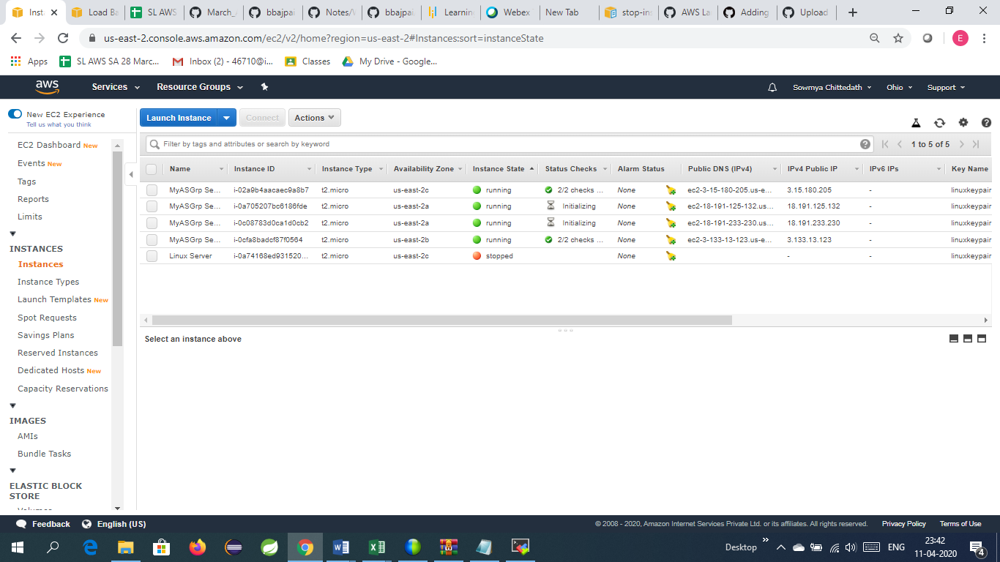 Insta
Load Ba
SL AWS
March_A
bbajpai
Notes/V
bbajpai
Learning
Webex
New Tab
stop-ins
AWS La
Adding
Upload
us-east-2.console.aws.amazon.com/ec2/v2/home?region=us-east-2#Instances:sort=instanceState
E
Apps SL AWS SA 28 Marc... Inbox (2) - 46710@i... Classes My Drive - Google...
aws Services Resource Groups Sowmya Chittedath Ohio Support
New EC2 Experience
Tell us what you think
EC2 Dashboard New
Events New
Tags
Reports
Limits
INSTANCES
Instances
Instance Types
Launch Templates New
Spot Requests
Savings Plans
Reserved Instances
Dedicated Hosts New
Capacity Reservations
IMAGES
AMIs
Bundle Tasks
ELASTIC BLOCK
STORE
Volumes
Launch Instance Connect Actions
Filter by tags and attributes or search by keyword
1 to 5 of 5
Name Instance ID Instance Type Availability Zone Instance State Status Checks Alarm Status Public DNS (IPv4) IPv4 Public IP IPv6 IPs Key Name
MyASGrp Se... i-02a9b4aacaec9a8b7 t2.micro us-east-2c running 2/2 checks ... None ec2-3-15-180-205.us-e... 3.15.180.205 - linuxkeypair
MyASGrp Se... i-0a705207bc6186fde t2.micro us-east-2a running Initializing None ec2-18-191-125-132.us... 18.191.125.132 - linuxkeypair
MyASGrp Se... i-0c08783d0ca1d0cb2 t2.micro us-east-2a running Initializing None ec2-18-191-233-230.us... 18.191.233.230 - linuxkeypair
MyASGrp Se... i-0cfa8badcf87f0564 t2.micro us-east-2b running 2/2 checks ... None ec2-3-133-13-123.us-e... 3.133.13.123 - linuxkeypair
Linux Server i-0a74168ed931520... t2.micro us-east-2c stopped None - - linuxkeypair
Select an instance above
Feedback English (US) © 2008 - 2020, Amazon Internet Services Private Ltd. or its affiliates. All rights reserved. Privacy Policy Terms of Use
Desktop ENG
23:42
11-04-2020
4